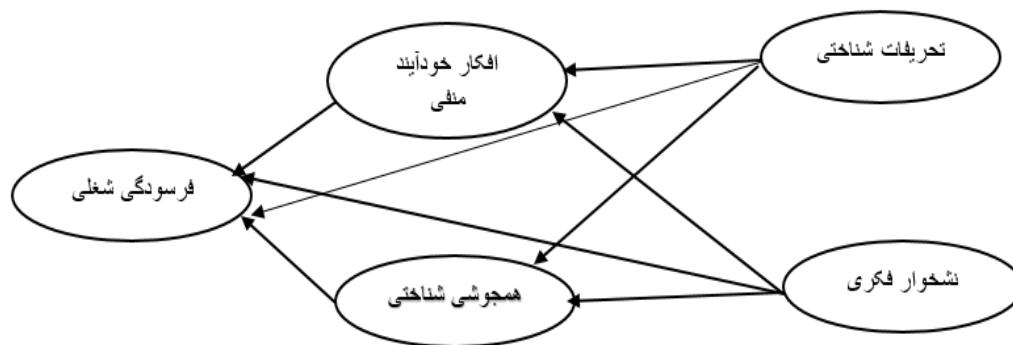 تحریفات شناختی
افکار خودآیند
منفی
فرسودگی شغلی
نشخوار فکری
همجوشی شناختی